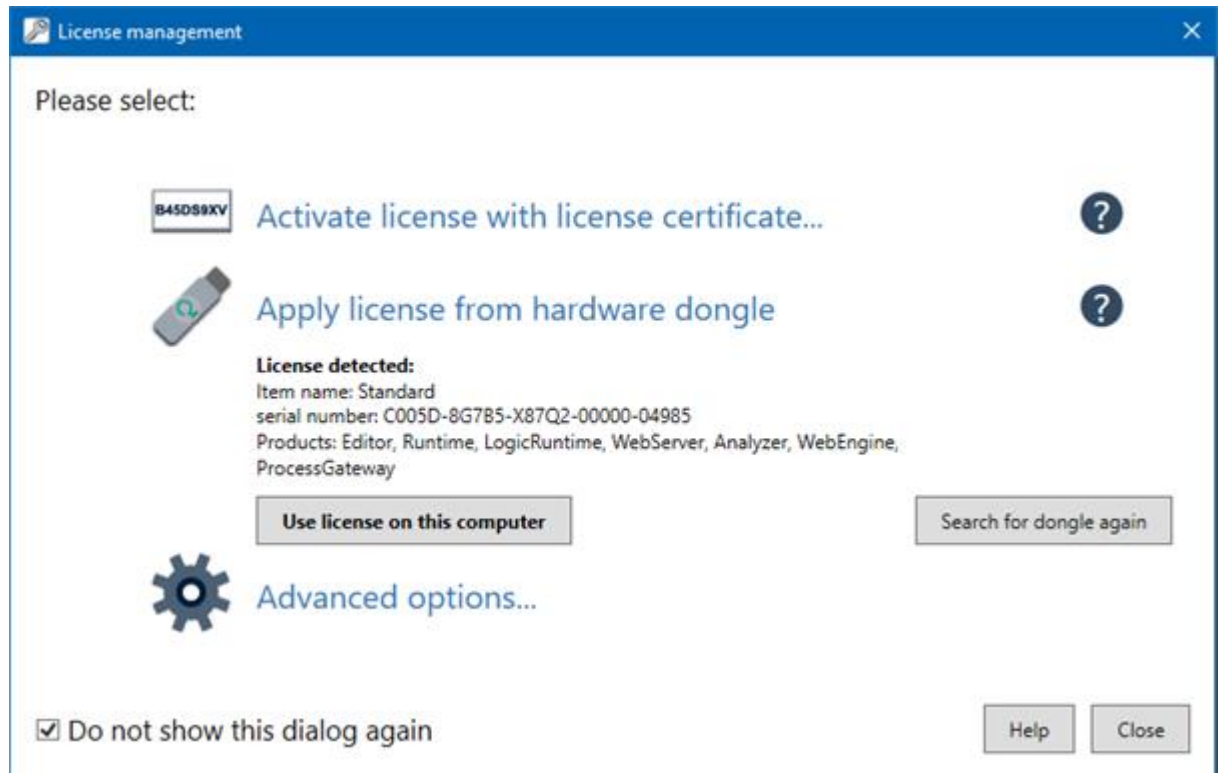 License management
Please select:
B45DS9XV
Activate license with license certificate...
?
Apply license from hardware dongle
?
License detected:
Item name: Standard
serial number: C005D-8G7B5-X87Q2-00000-04985
Products: Editor, Runtime, LogicRuntime, WebServer, Analyzer, WebEngine,
ProcessGateway
Use license on this computer
Search for dongle again
Advanced options...
Do not show this dialog again
Help
Close